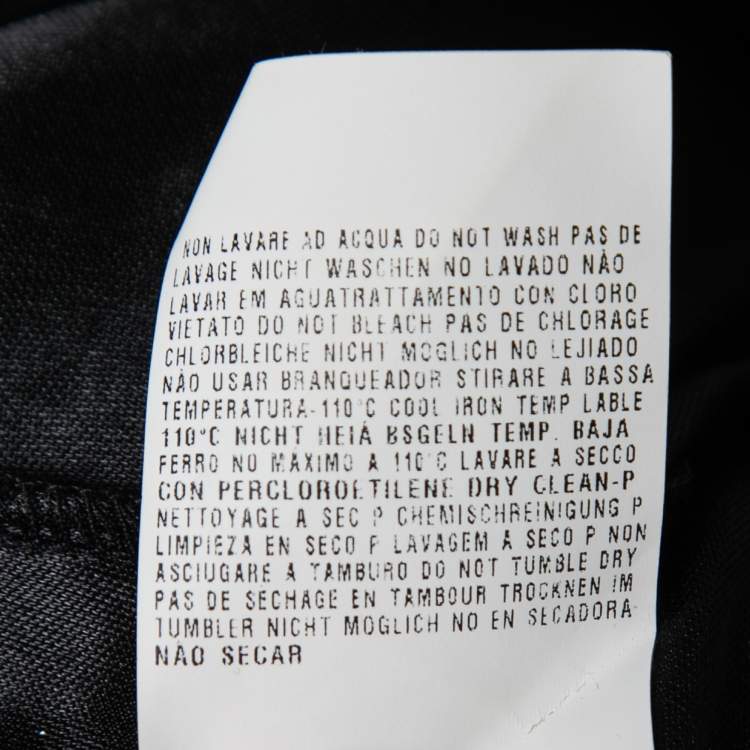 NON LAVARE AD ACQUA DO NOT WASH PAS DE
LAVAGE NICHT WASCHEN NO LAVADO NÃO
LAVAR EM AGUATRATTAMENTO CON CLORO
VIETATO DO NOT BLEACH PAS DE CHLORAGE
CHLORBLEICHE NICHT MOGLICH NO LEJIADO
NÃO USAR BRANQUEADOR STIRARE A BASSA
TEMPERATURA-110°C COOL IRON TEMP LABLE
110°C NICHT HEIÀ BSGELN TEMP. BAJA
FERRO NO MÁXIMO A 110°C LAVARE A SECCO
CON PERCLOROETILENE DRY CLEAN-P
NETTOYAGE A SEC P CHEMISCHREINIGUNG P
LIMPIEZA EN SECO P LAVAGEM A SECO P NON
ASCIUGARE A TAMBURO DO NOT TUMBLE DRY
PAS DE SECHAGE EN TAMBOUR TROCKNEN IM
TUMBLER NICHT MOGLICH NO EN SECADORA
NÃO SECAR